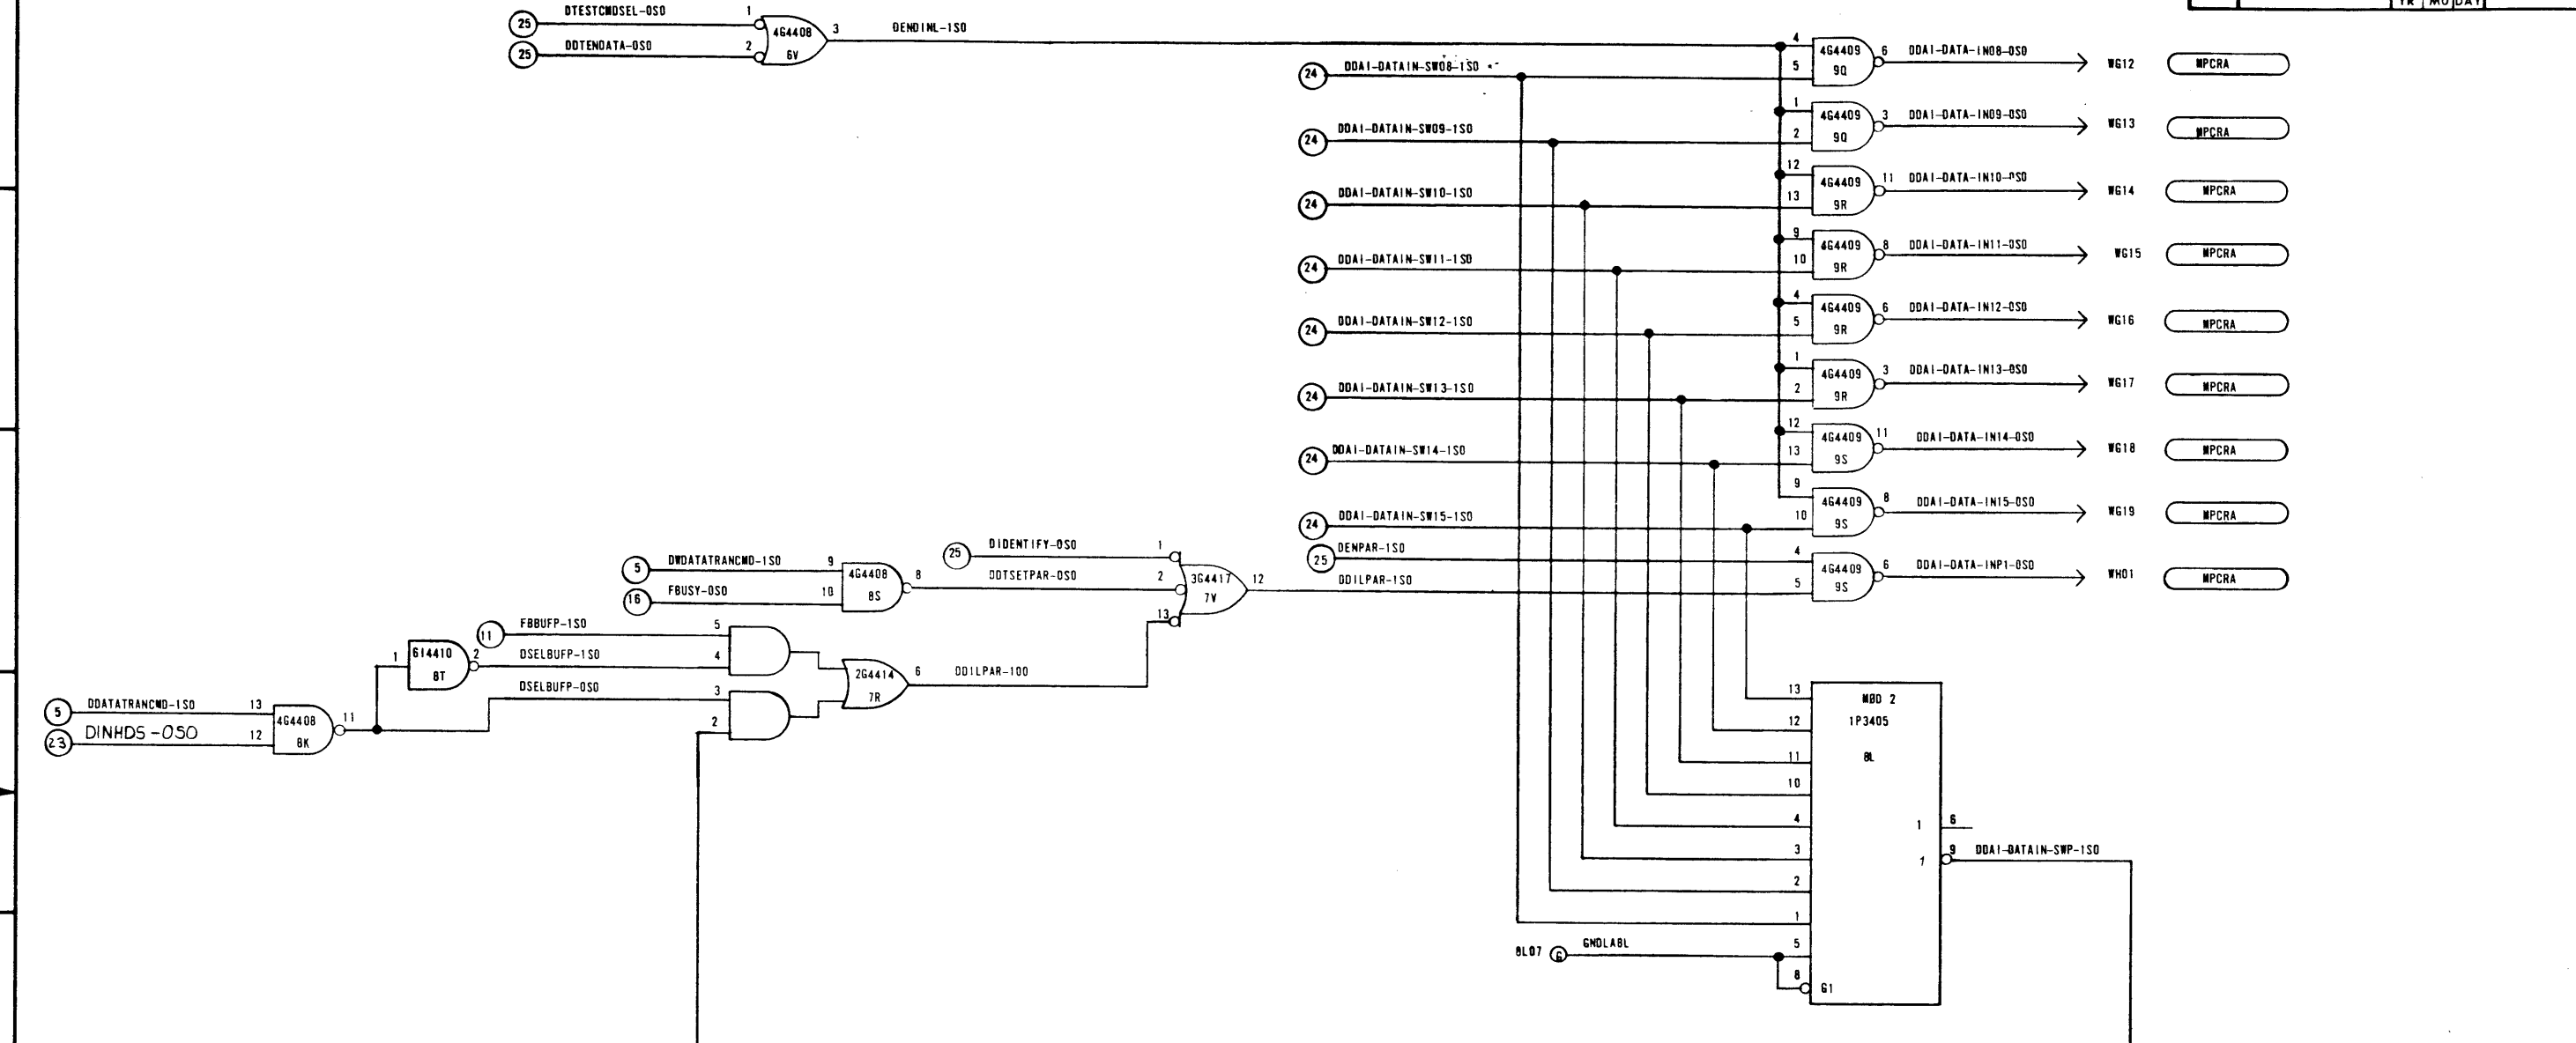 YR MO DAY
25 DTESTCMDSEL-0S0 1
25 DDTENDATA-0S0 2
4G4408 6V 3 DENDINL-1S0
4 4G4409 9Q 6 DDAI-DATA-IN08-0S0 WG12 MPCRA
24 DDAI-DATAIN-SW08-1S0 5
1 4G4409 9Q 3 DDAI-DATA-IN09-0S0 WG13 MPCRA
24 DDAI-DATAIN-SW09-1S0 2
12 4G4409 9R 11 DDAI-DATA-IN10-0S0 WG14 MPCRA
24 DDAI-DATAIN-SW10-1S0 13
9 4G4409 9R 8 DDAI-DATA-IN11-0S0 WG15 MPCRA
24 DDAI-DATAIN-SW11-1S0 10
4 4G4409 9R 6 DDAI-DATA-IN12-0S0 WG16 MPCRA
24 DDAI-DATAIN-SW12-1S0 5
1 4G4409 9R 3 DDAI-DATA-IN13-0S0 WG17 MPCRA
24 DDAI-DATAIN-SW13-1S0 2
12 4G4409 9S 11 DDAI-DATA-IN14-0S0 WG18 MPCRA
24 DDAI-DATAIN-SW14-1S0 13
9 4G4409 9S 8 DDAI-DATA-IN15-0S0 WG19 MPCRA
24 DDAI-DATAIN-SW15-1S0 10
25 DENPAR-1S0 4
4G4409 9S 6 DDAI-DATA-INP1-0S0 WH01 MPCRA
DDILPAR-1S0 5
25 DIDENTIFY-0S0 1
5 DWDATATRANCMD-1S0 9
16 FBUSY-0S0 10
4G4408 8S 8 DDTSETPAR-0S0 2
3G4417 7V 12
13
11 FBBUFP-1S0 5
1 6I4410 8T 2 DSELBUFP-1S0 4
DSELBUFP-0S0 3
2
2G4414 7R 6 DDILPAR-100
5 DDATATRANCMD-1S0 13
23 DINHDS-0S0 12
4G4408 8K 11
13 MØD 2
12 1P3405
11 8L
10
4
1 6
3
1 9 DDAI-DATAIN-SWP-1S0
2
1
8L07 G GNDLA8L 5
8 G1